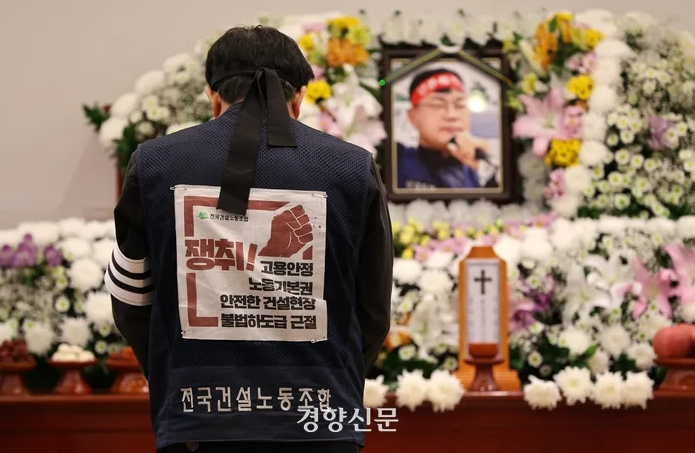 전국건설노동조합
쟁취!
고용안정
노동기본권
안전한 건설현장
불법하도급 근절
전국건설노동조합
경향신문